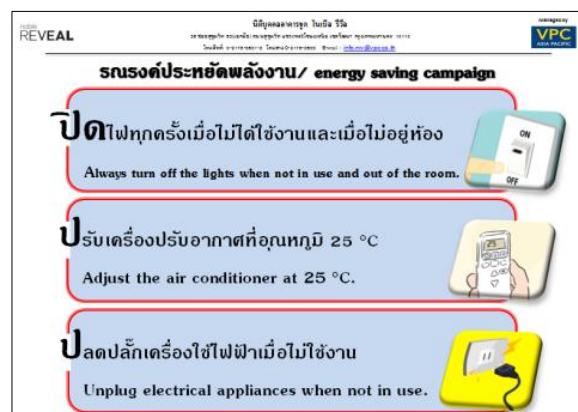 noble
REVEAL
นิติบุคคลอาคารชุด โนเบิล รีวีล
managed by
VPC
ASIA PACIFIC
รณรงค์ประหยัดพลังงาน/ energy saving campaign
ปิดไฟทุกครั้งเมื่อไม่ได้ใช้งานและเมื่อไม่อยู่ห้อง
Always turn off the lights when not in use and out of the room.
ON
OFF
ปรับเครื่องปรับอากาศที่อุณหภูมิ 25 °C
Adjust the air conditioner at 25 °C.
ปลดปลั๊กเครื่องใช้ไฟฟ้าเมื่อไม่ใช้งาน
Unplug electrical appliances when not in use.